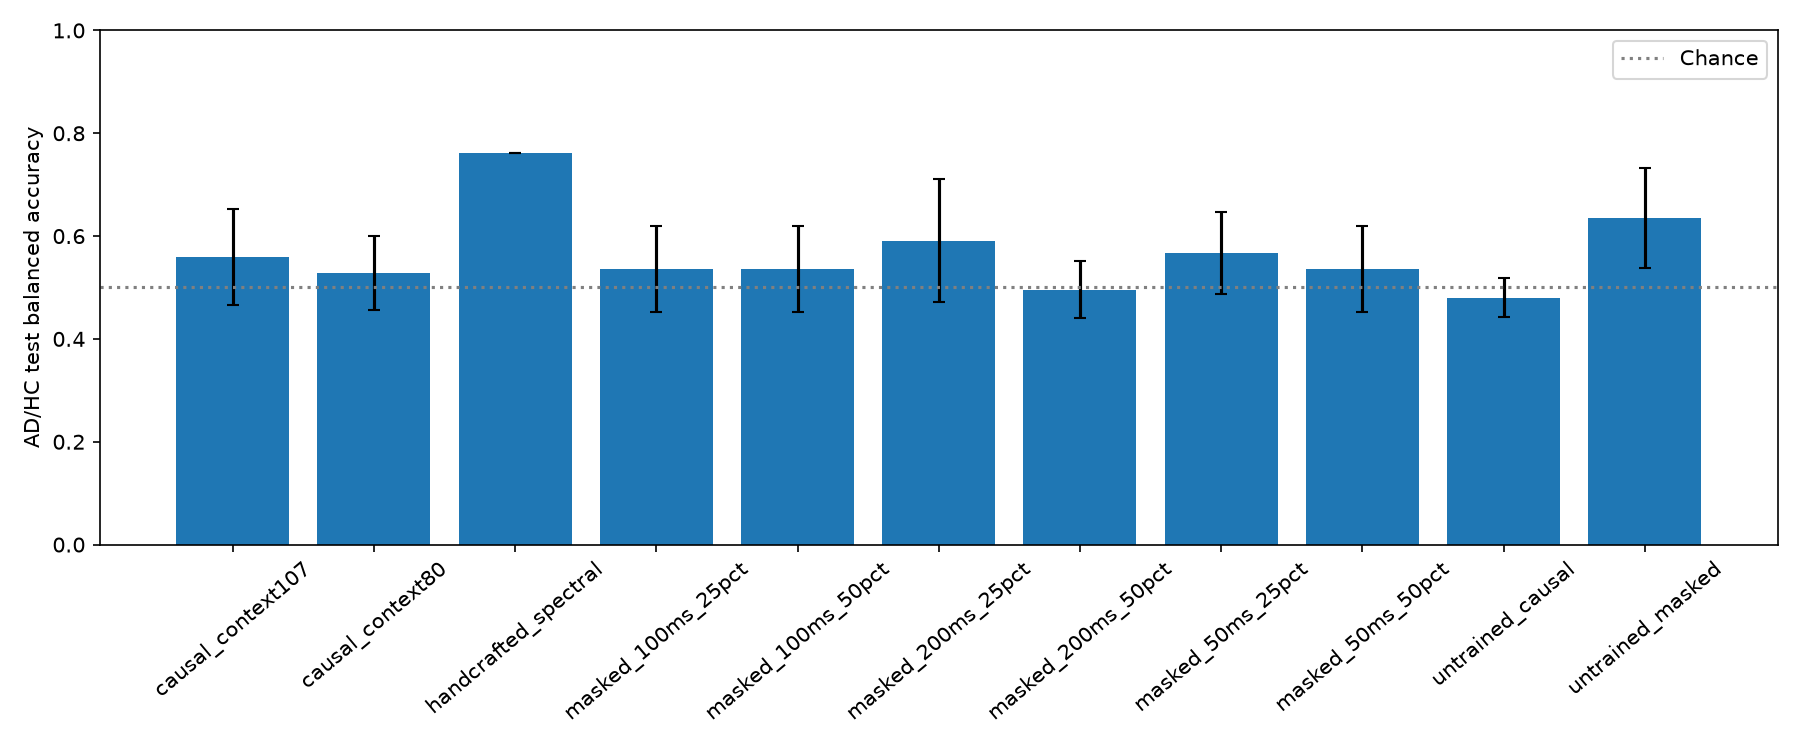 AD/HC test balanced accuracy
1.0
0.8
0.6
0.4
0.2
0.0
Chance
causal_context107
causal_context80
handcrafted_spectral
masked_100ms_25pct
masked_100ms_50pct
masked_200ms_25pct
masked_200ms_50pct
masked_50ms_25pct
masked_50ms_50pct
untrained_causal
untrained_masked